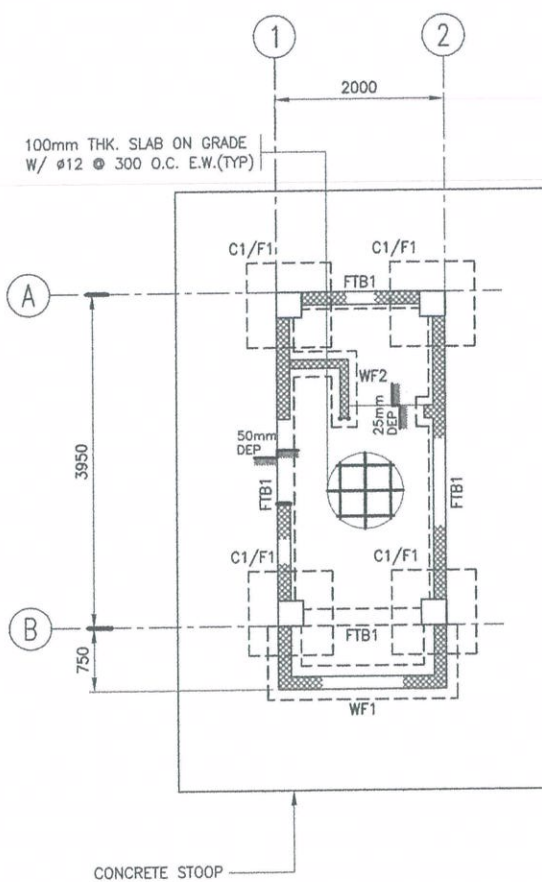 1
2
2000
100mm THK. SLAB ON GRADE
W/ ø12 @ 300 O.C. E.W.(TYP)
C1/F1
C1/F1
FTB1
A
WF2
25mm
DEP
50mm
DEP
3950
FTB1
FTB1
C1/F1
C1/F1
B
FTB1
750
WF1
CONCRETE STOOP